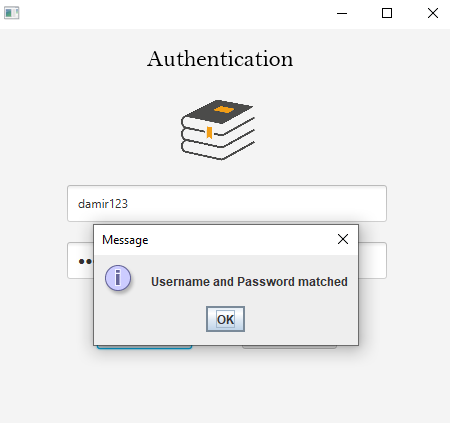 Authentication
damir123
Message
Username and Password matched
OK